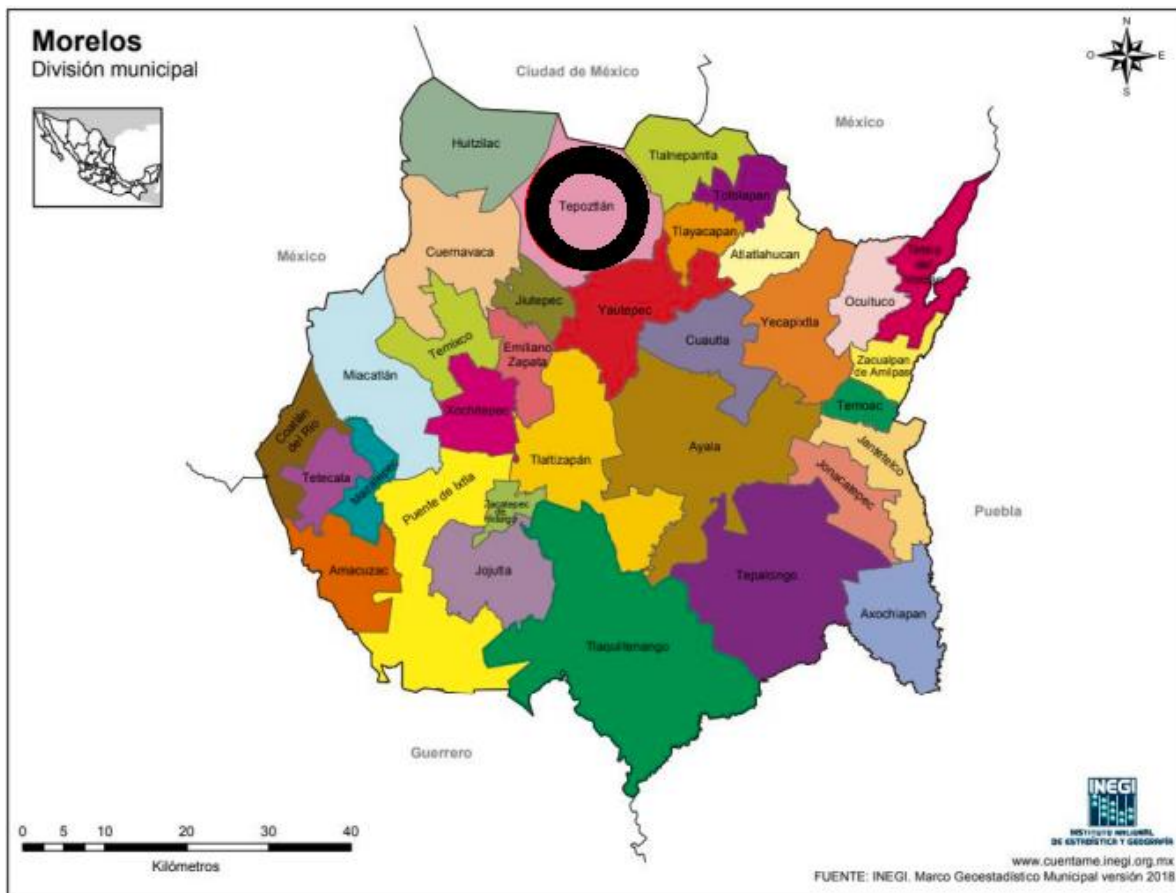 Morelos
División municipal
N
O
E
S
Ciudad de México
México
México
Puebla
Guerrero
Huitzilac
Tepoztlán
Tlalnepantla
Totolapan
Tlayacapan
Atlatlahucan
Cuernavaca
Jiutepec
Yautepec
Ocuituco
Yecapixtla
Cuautla
Temixco
Emiliano
Zapata
Zacualpan
de Amilpas
Miacatlán
Xochitepec
Temoac
Coatlán
del Río
Ayala
Jantetelco
Tetecala
Tlaltizapán
Jonacatepec
Puente de Ixtla
Zacatepec
de
Hidalgo
Amacuzac
Jojutla
Tepalcingo
Axochiapan
Tlaquiltenango
0 5 10 20 30 40
Kilómetros
INEGI
INSTITUTO NACIONAL
DE ESTADÍSTICA Y GEOGRAFÍA
www.cuentame.inegi.org.mx
FUENTE: INEGI. Marco Geoestadístico Municipal versión 2018